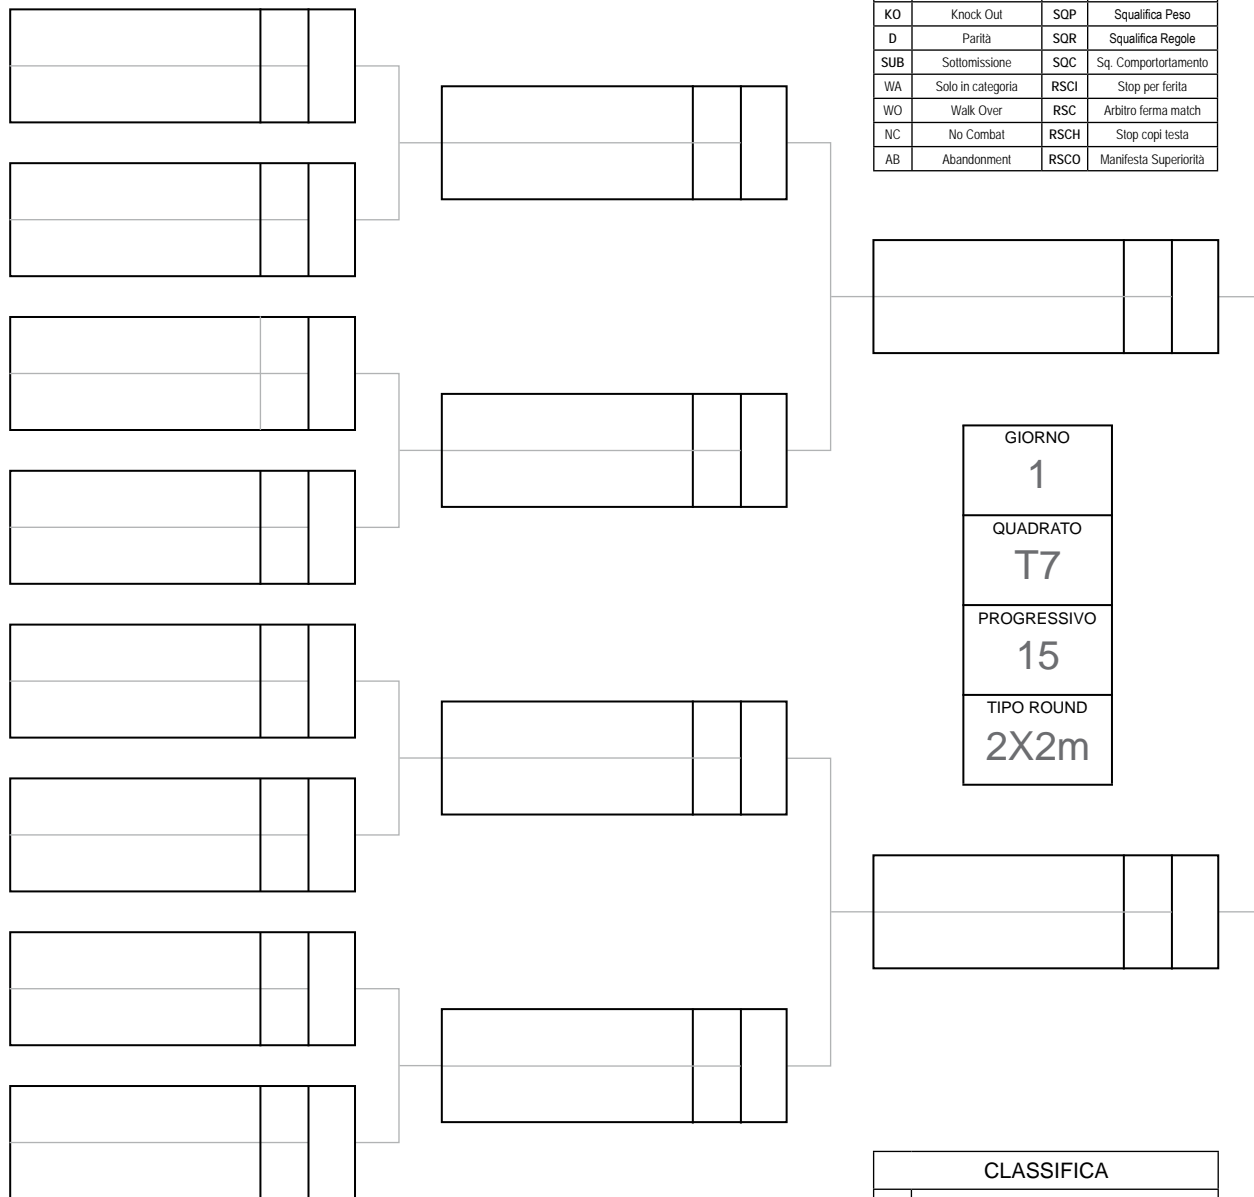 KO Knock Out SQP Squalifica Peso
D Parità SQR Squalifica Regole
SUB Sottomissione SQC Sq. Comportortamento
WA Solo in categoria RSCI Stop per ferita
WO Walk Over RSC Arbitro ferma match
NC No Combat RSCH Stop copi testa
AB Abandonment RSCO Manifesta Superiorità
GIORNO
1
QUADRATO
T7
PROGRESSIVO
15
TIPO ROUND
2X2m
CLASSIFICA